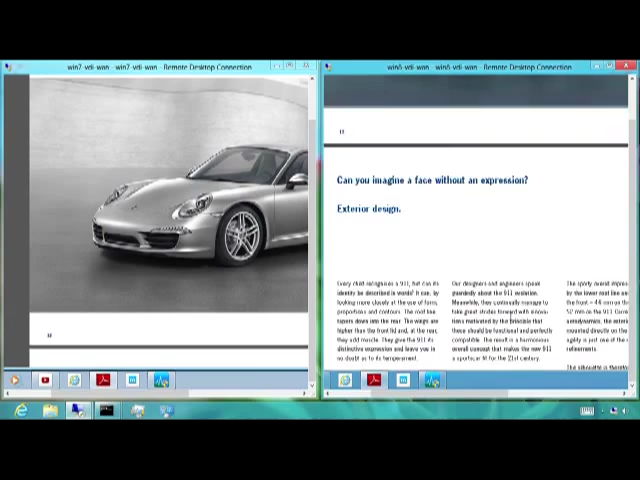 win7-vdi-wan - win7-vdi-wan - Remote Desktop Connection
win8-vdi-wan - win8-vdi-wan - Remote Desktop Connection
Can you imagine a face without an expression?
Exterior design.
Every child recognises a 911, but can its
identity be described in words? It can, by
looking more closely at the use of form,
proportions and contours. The roof line
tapers down into the rear. The wings are
higher than the front lid and, at the rear,
they add muscle. They give the 911 its
distinctive expression and leave you in
no doubt as to its temperament.
Our designers and engineers speak
guardedly about the 911 evolution.
Meanwhile, they continually manage to
take great strides forward with innova-
tions motivated by the principle that
these should be functional and perfectly
compatible. The result is a harmonious
overall concept that makes the new 911
a sportscar fit for the 21st century.
The sporty overall impres
by the lower roof line an
the front – 46 mm on the
52 mm on the 911 Carre
aerodynamics, the exteri
mounted directly on the
agility is just one of the
refinements.
The silhouette is therefo